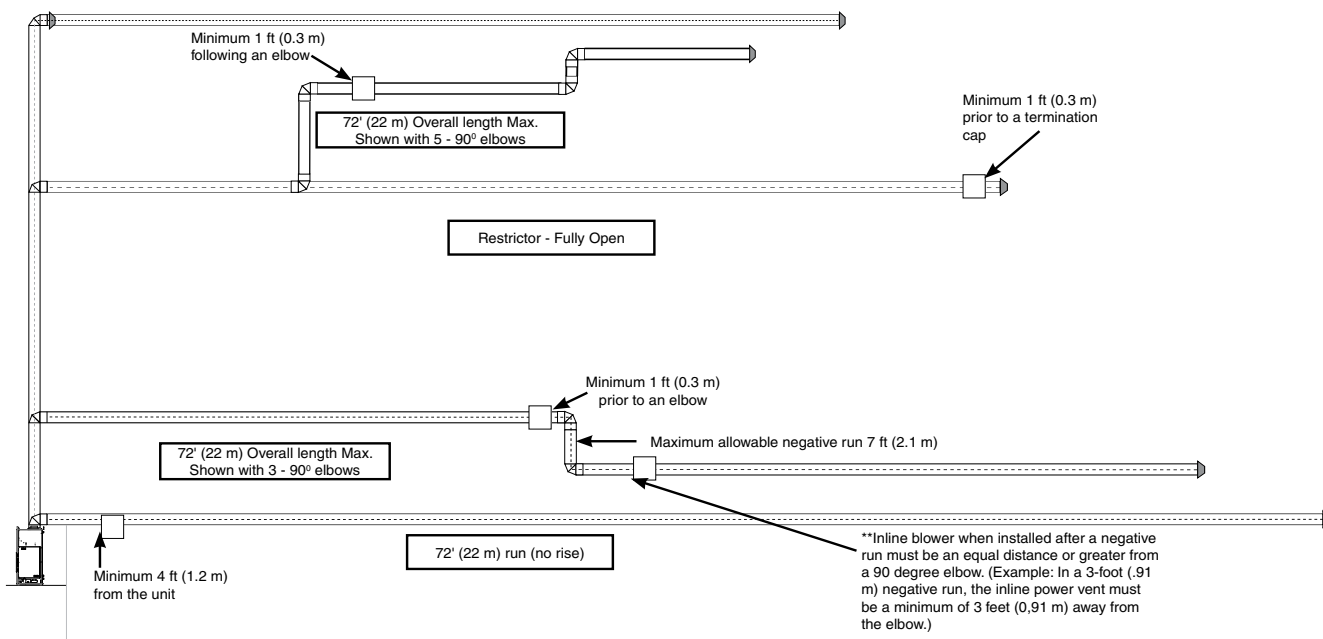 Minimum 1 ft (0.3 m)
following an elbow
72' (22 m) Overall length Max.
Shown with 5 - 90⁰ elbows
Minimum 1 ft (0.3 m)
prior to a termination
cap
Restrictor - Fully Open
Minimum 1 ft (0.3 m)
prior to an elbow
Maximum allowable negative run 7 ft (2.1 m)
72' (22 m) Overall length Max.
Shown with 3 - 90⁰ elbows
72' (22 m) run (no rise)
Minimum 4 ft (1.2 m)
from the unit
**Inline blower when installed after a negative
run must be an equal distance or greater from
a 90 degree elbow. (Example: In a 3-foot (.91
m) negative run, the inline power vent must
be a minimum of 3 feet (0,91 m) away from
the elbow.)